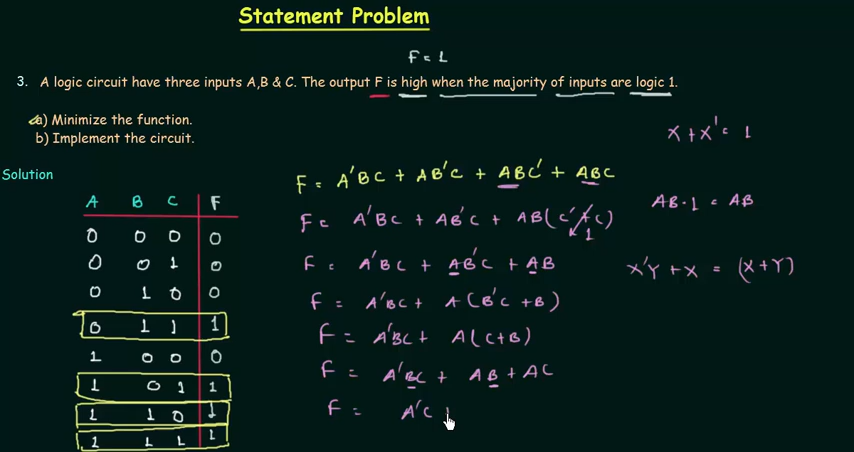 Statement Problem
F = 1
3. A logic circuit have three inputs A,B & C. The output F is high when the majority of inputs are logic 1.
a) Minimize the function.
b) Implement the circuit.
X + X' = 1
Solution
F = A'BC + AB'C + ABC' + ABC
A B C F
AB·1 = AB
F = A'BC + AB'C + AB(C' + C)
1
0 0 0 0
F = A'BC + AB'C + AB
X'Y + X = (X + Y)
0 0 1 0
0 1 0 0
F = A'BC + A(B'C + B)
0 1 1 1
F = A'BC + A(C + B)
1 0 0 0
F = A'BC + AB + AC
1 0 1 1
F = A'C
1 1 0 1
1 1 1 1